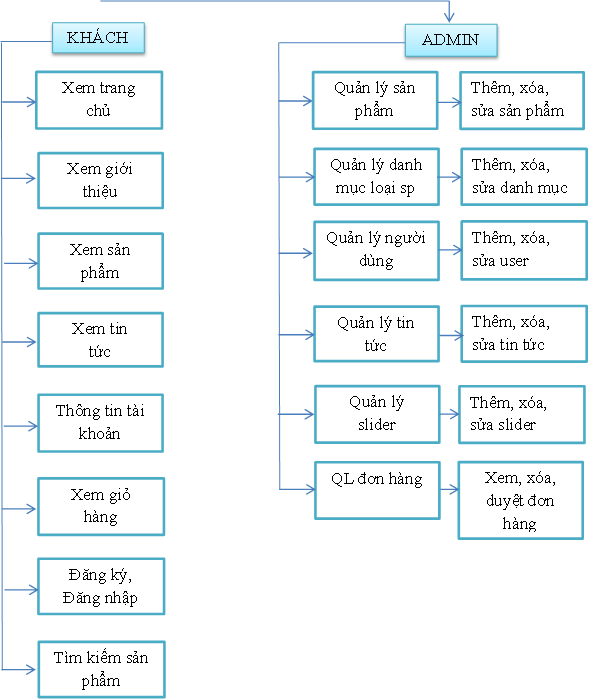 KHÁCH
Xem trang
chủ
Xem giới
thiệu
Xem sản
phẩm
Xem tin
tức
Thông tin tài
khoản
Xem giỏ
hàng
Đăng ký,
Đăng nhập
Tìm kiếm sản
phẩm
ADMIN
Quản lý sản
phẩm
Thêm, xóa,
sửa sản phẩm
Quản lý danh
mục loại sp
Thêm, xóa,
sửa danh mục
Quản lý người
dùng
Thêm, xóa,
sửa user
Quản lý tin
tức
Thêm, xóa,
sửa tin tức
Quản lý
slider
Thêm, xóa,
sửa slider
QL đơn hàng
Xem, xóa,
duyệt đơn
hàng